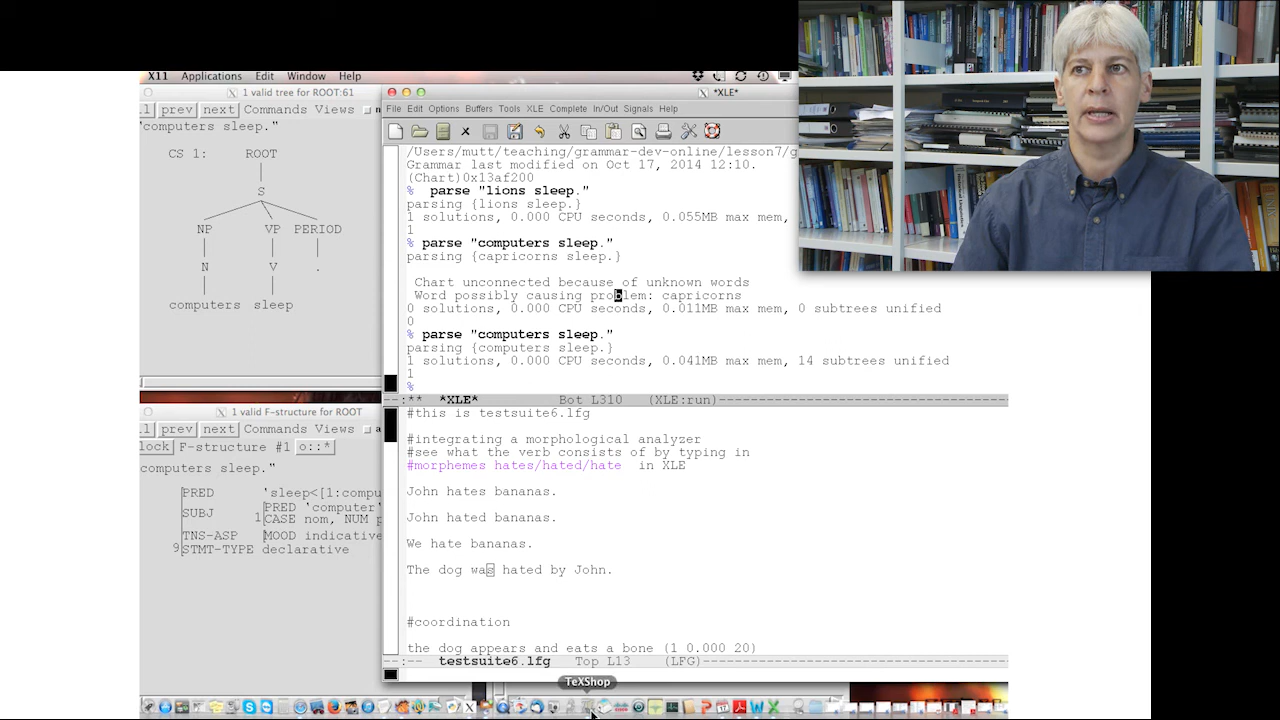 X11 Applications Edit Window Help
1 valid tree for ROOT:61
prev next Commands Views
"computers sleep."
CS 1: ROOT
S
NP VP PERIOD
N V .
computers sleep
1 valid F-structure for ROOT
prev next Commands Views
lock F-structure #1 o::*
computers sleep."
PRED 'sleep<[1:compu
SUBJ 1 PRED 'computer'
CASE nom, NUM p
TNS-ASP MOOD indicative
9 STMT-TYPE declarative
*XLE*
File Edit Options Buffers Tools XLE Complete In/Out Signals Help
/Users/mutt/teaching/grammar-dev-online/lesson7/g
Grammar last modified on Oct 17, 2014 12:10.
(Chart)0x13af200
% parse "lions sleep."
parsing {lions sleep.}
1 solutions, 0.000 CPU seconds, 0.055MB max mem,
1
% parse "computers sleep."
parsing {capricorns sleep.}
Chart unconnected because of unknown words
Word possibly causing problem: capricorns
0 solutions, 0.000 CPU seconds, 0.011MB max mem, 0 subtrees unified
0
% parse "computers sleep."
parsing {computers sleep.}
1 solutions, 0.000 CPU seconds, 0.041MB max mem, 14 subtrees unified
1
%
--:** *XLE* Bot L310 (XLE:run)
#this is testsuite6.lfg
#integrating a morphological analyzer
#see what the verb consists of by typing in
#morphemes hates/hated/hate in XLE
John hates bananas.
John hated bananas.
We hate bananas.
The dog was hated by John.
#coordination
the dog appears and eats a bone (1 0.000 20)
--:-- testsuite6.lfg Top L13 (LFG)
TeXShop